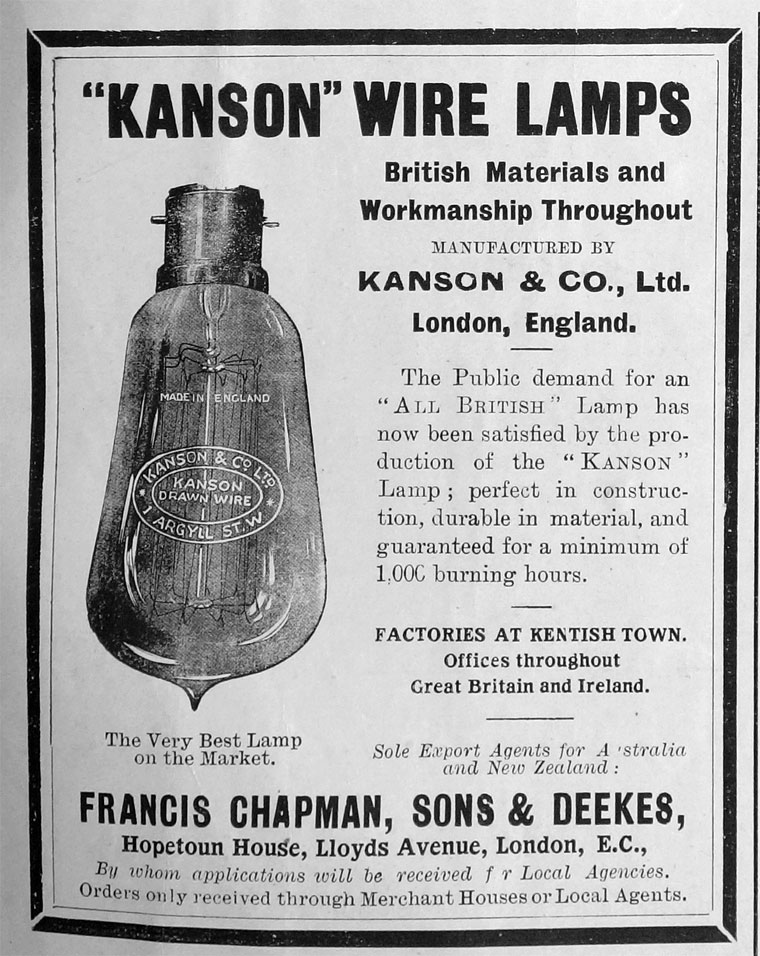 "KANSON" WIRE LAMPS
British Materials and
Workmanship Throughout
MANUFACTURED BY
KANSON & CO., Ltd.
London, England.
The Public demand for an
"ALL BRITISH" Lamp has
now been satisfied by the pro-
duction of the "KANSON"
Lamp; perfect in construc-
tion, durable in material, and
guaranteed for a minimum of
1,000 burning hours.
FACTORIES AT KENTISH TOWN.
Offices throughout
Great Britain and Ireland.
MADE IN ENGLAND
KANSON & CO LTD
KANSON
DRAWN WIRE
1 ARGYLL ST. W
The Very Best Lamp
on the Market.
Sole Export Agents for A stralia
and New Zealand:
FRANCIS CHAPMAN, SONS & DEEKES,
Hopetoun House, Lloyds Avenue, London, E.C.,
By whom applications will be received f r Local Agencies.
Orders only received through Merchant Houses or Local Agents.